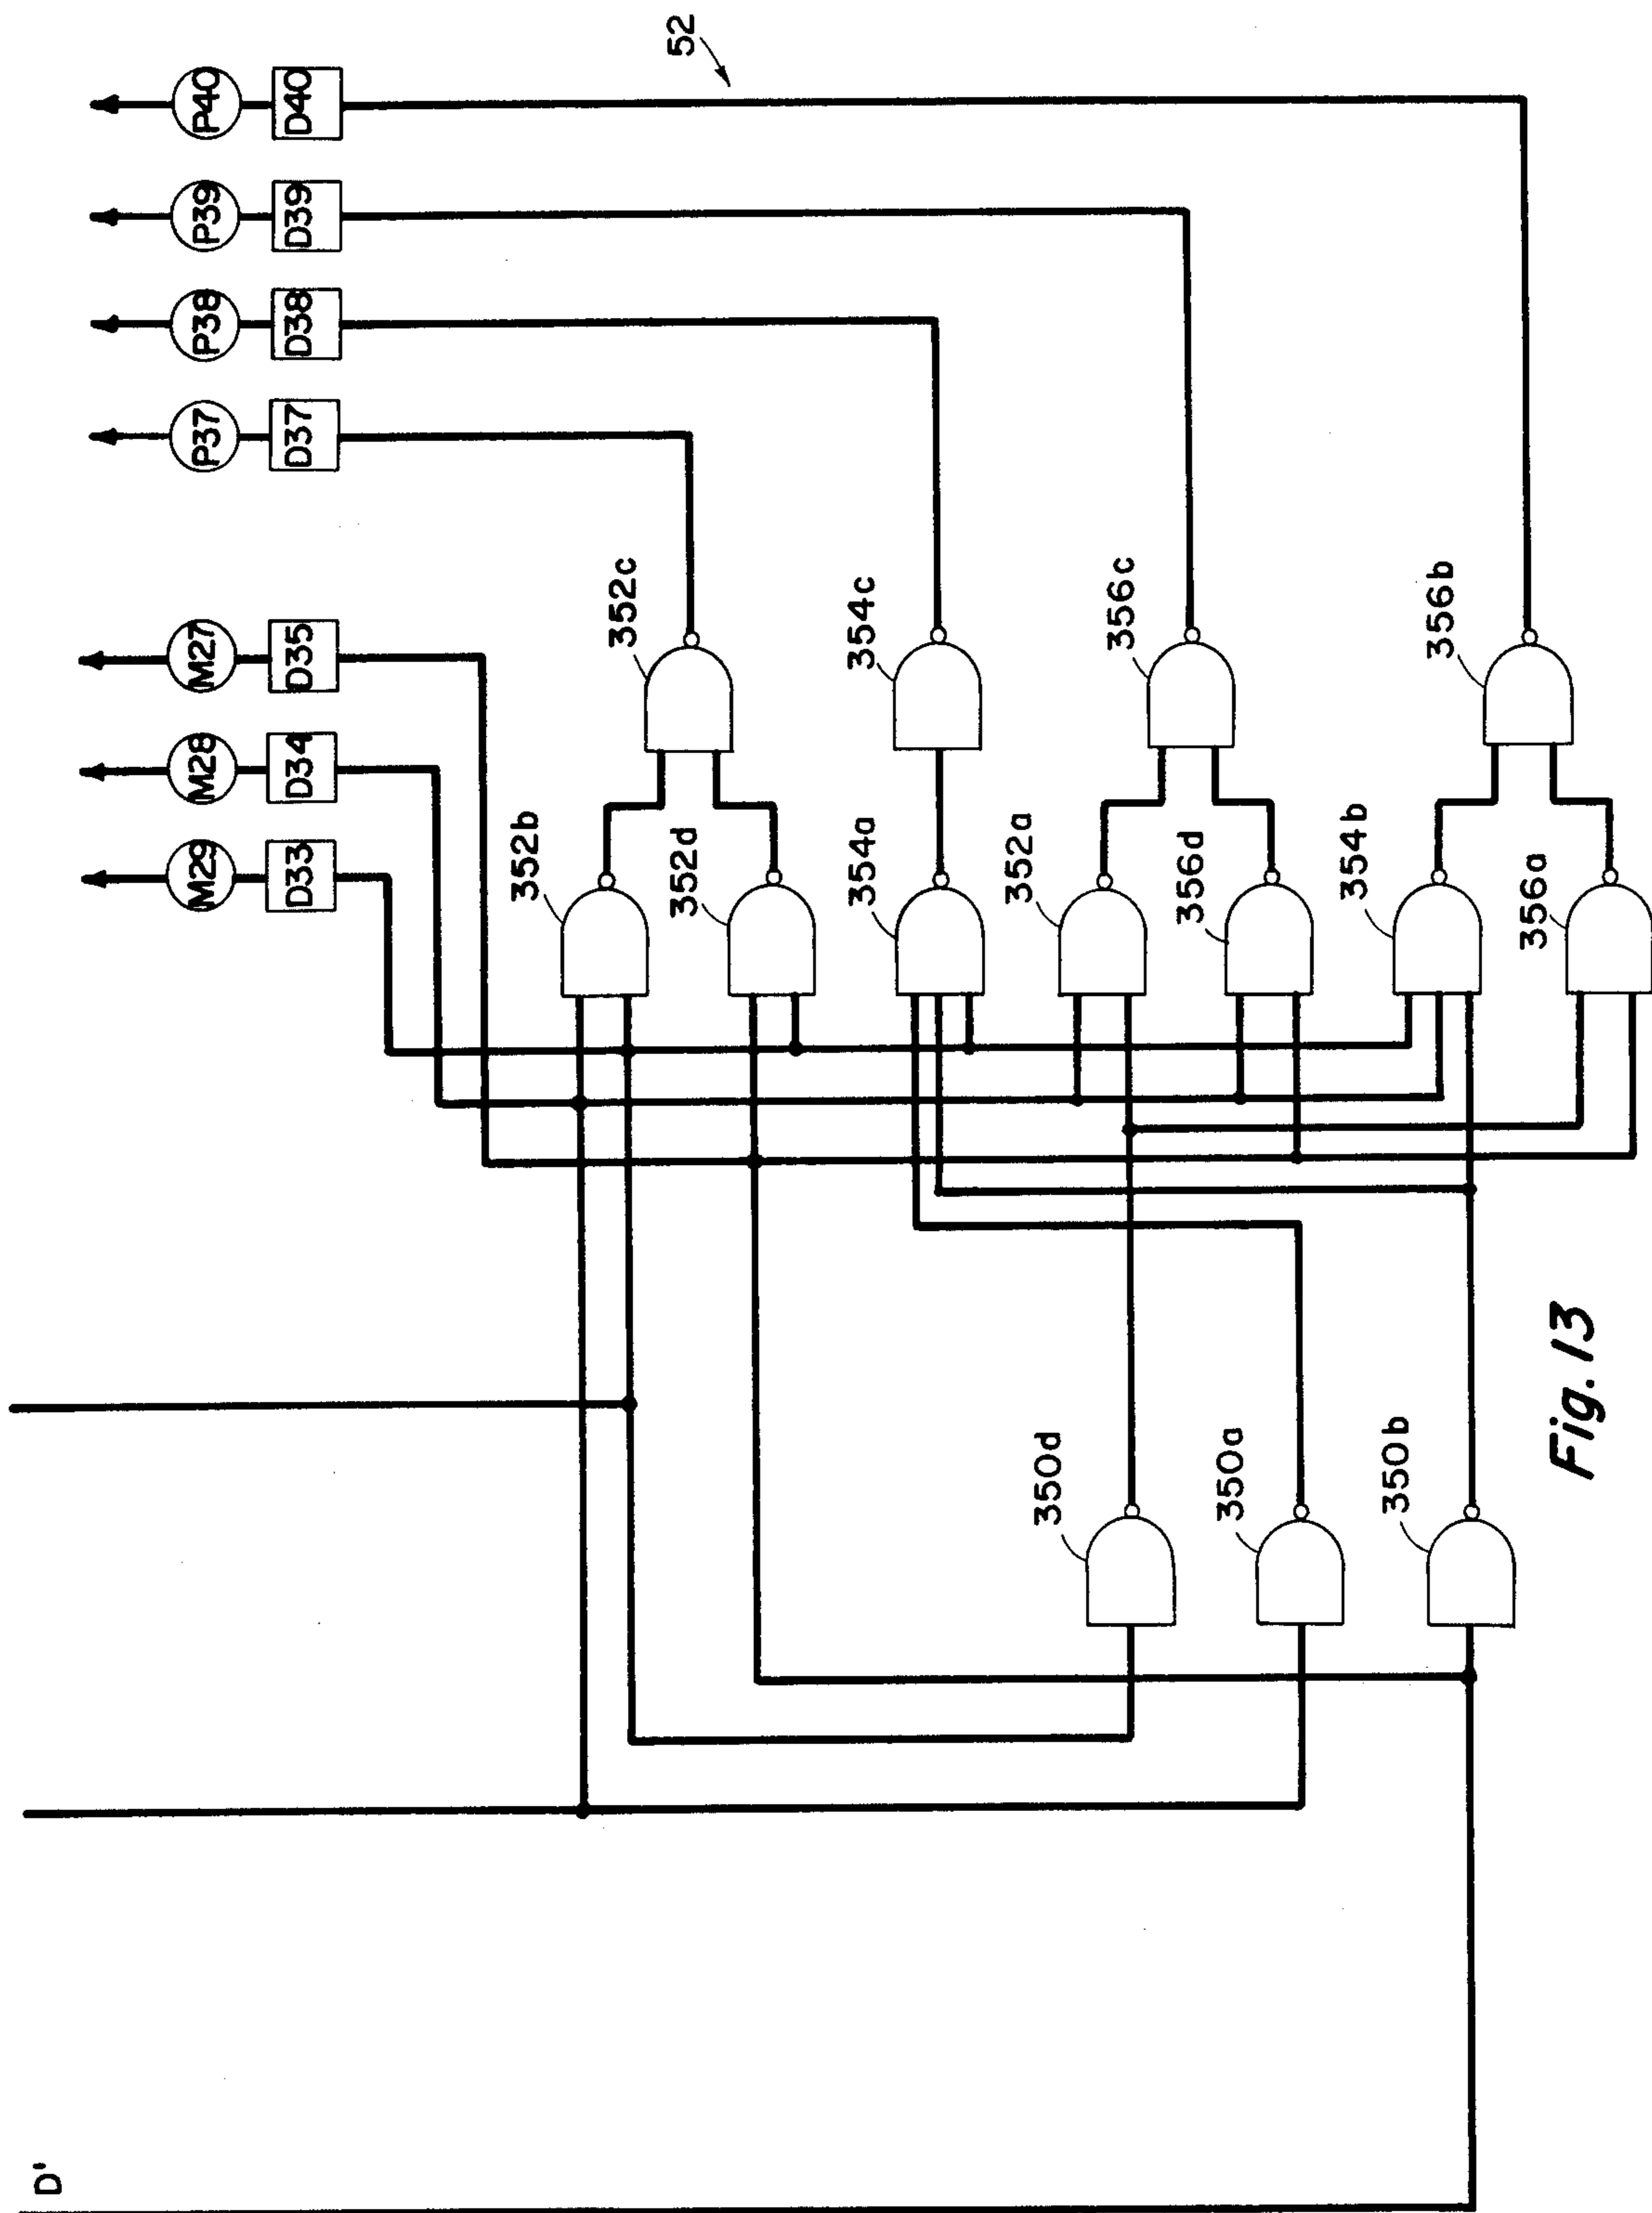 52
P40
P39
P38
P37
D40
D39
D38
D37
M27
M28
M29
D35
D34
D33
352c
354c
356c
356b
352b
352d
354a
352a
356d
354b
356a
350d
350a
350b
Fig. 13
D'